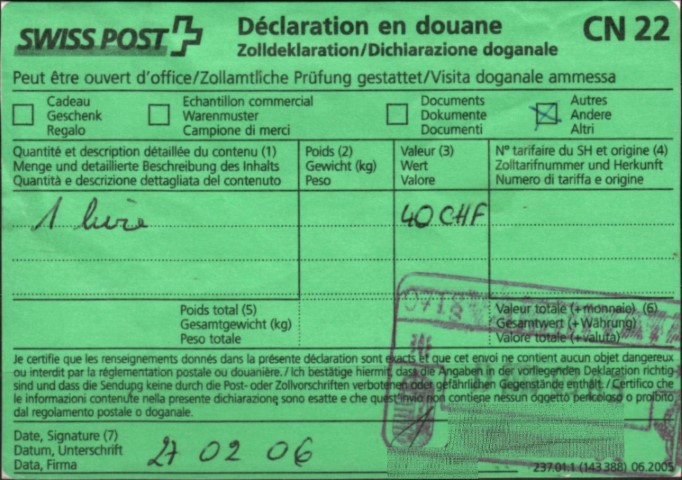 SWISS POST
Déclaration en douane
CN 22
Zolldeklaration/Dichiarazione doganale
Peut être ouvert d'office/Zollamtliche Prüfung gestattet/Visita doganale ammessa
Cadeau
Geschenk
Regalo
Echantillon commercial
Warenmuster
Campione di merci
Documents
Dokumente
Documenti
Autres
Andere
Altri
Quantité et description détaillée du contenu (1)
Menge und detaillierte Beschreibung des Inhalts
Quantità e descrizione dettagliata del contenuto
Poids (2)
Gewicht (kg)
Peso
Valeur (3)
Wert
Valore
N° tarifaire du SH et origine (4)
Zolltarifnummer und Herkunft
Numero di tariffa e origine
1 livre
40 CHF
Poids total (5)
Gesamtgewicht (kg)
Peso totale
Valeur totale (+monnaie) (6)
Gesamtwert (+Währung)
Valore totale (+valuta)
Je certifie que les renseignements donnés dans la présente déclaration sont exacts et que cet envoi ne contient aucun objet dangereux
ou interdit par la réglementation postale ou douanière. / Ich bestätige hiermit, dass die Angaben in der vorliegenden Deklaration richtig
sind und dass die Sendung keine durch die Post- oder Zollvorschriften verbotenen oder gefährlichen Gegenstände enthält. / Certifico che
le informazioni contenute nella presente dichiarazione sono esatte e che quest'invio non contiene nessun oggetto pericoloso o proibito
dal regolamento postale o doganale.
Date, Signature (7)
Datum, Unterschrift
Data, Firma
27 02 06
237.01.1 (143 388) 06.2005